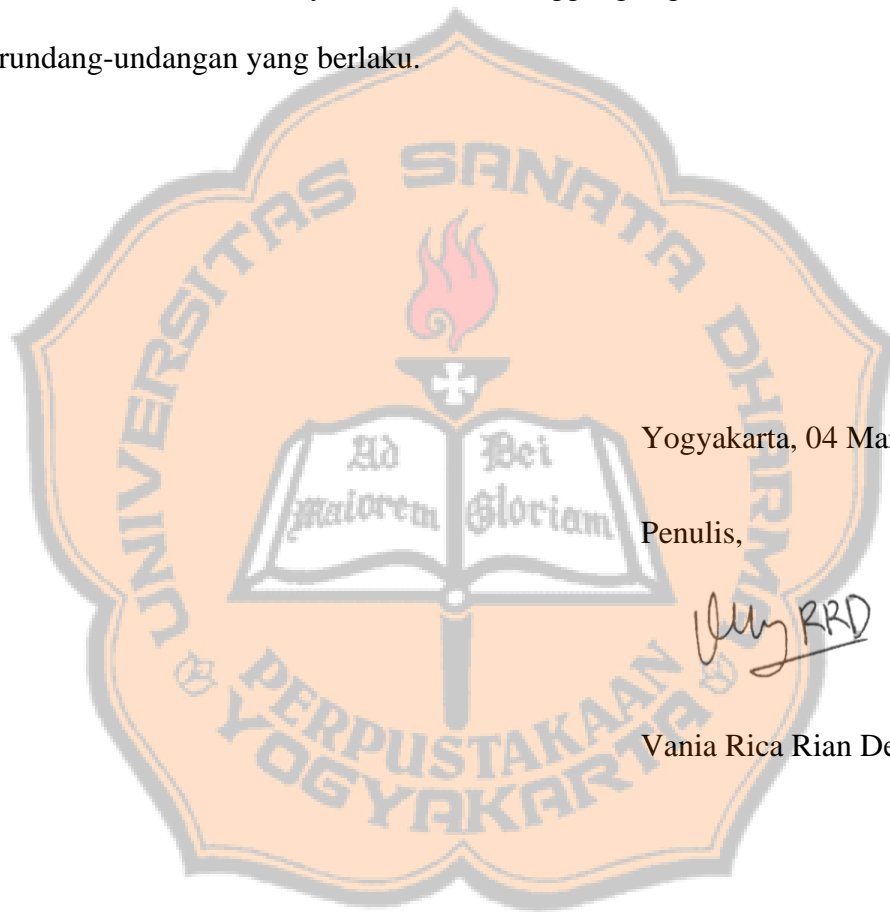 rundang-undangan yang berlaku.
UNIVERSITAS SANATA DHARMA
Ad Dei
Maiorem Gloriam
Yogyakarta, 04 Mar
Penulis,
RRD
PERPUSTAKAAN
YOGYAKARTA
Vania Rica Rian De